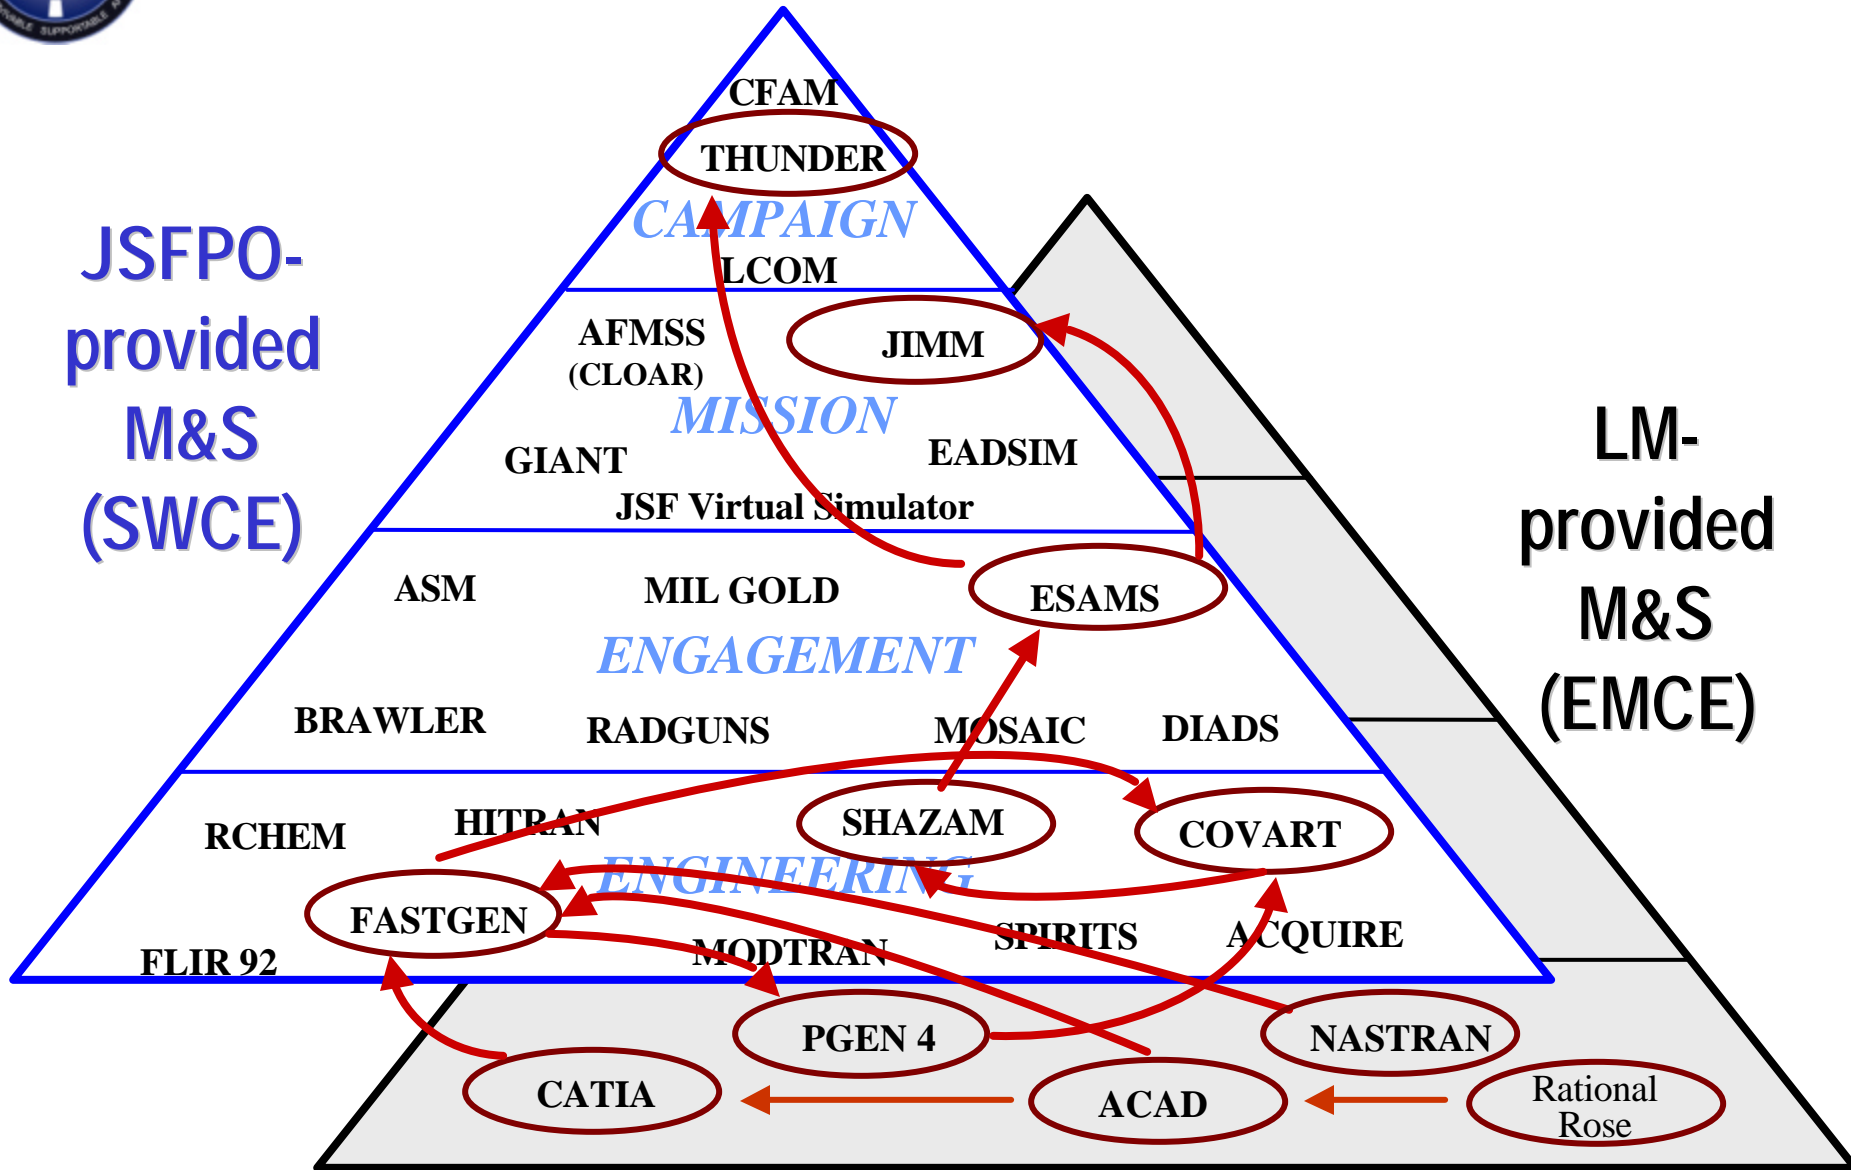 VIVABLE SUPPORTABLE
CFAM
THUNDER
CAMPAIGN
LCOM
JSFPO-
provided
M&S
(SWCE)
AFMSS
(CLOAR)
JIMM
MISSION
GIANT
EADSIM
JSF Virtual Simulator
LM-
provided
M&S
(EMCE)
ASM
MIL GOLD
ESAMS
ENGAGEMENT
BRAWLER
RADGUNS
MOSAIC
DIADS
RCHEM
HITRAN
SHAZAM
COVART
ENGINEERING
FASTGEN
FLIR 92
MODTRAN
SPIRITS
ACQUIRE
PGEN 4
NASTRAN
CATIA
ACAD
Rational
Rose